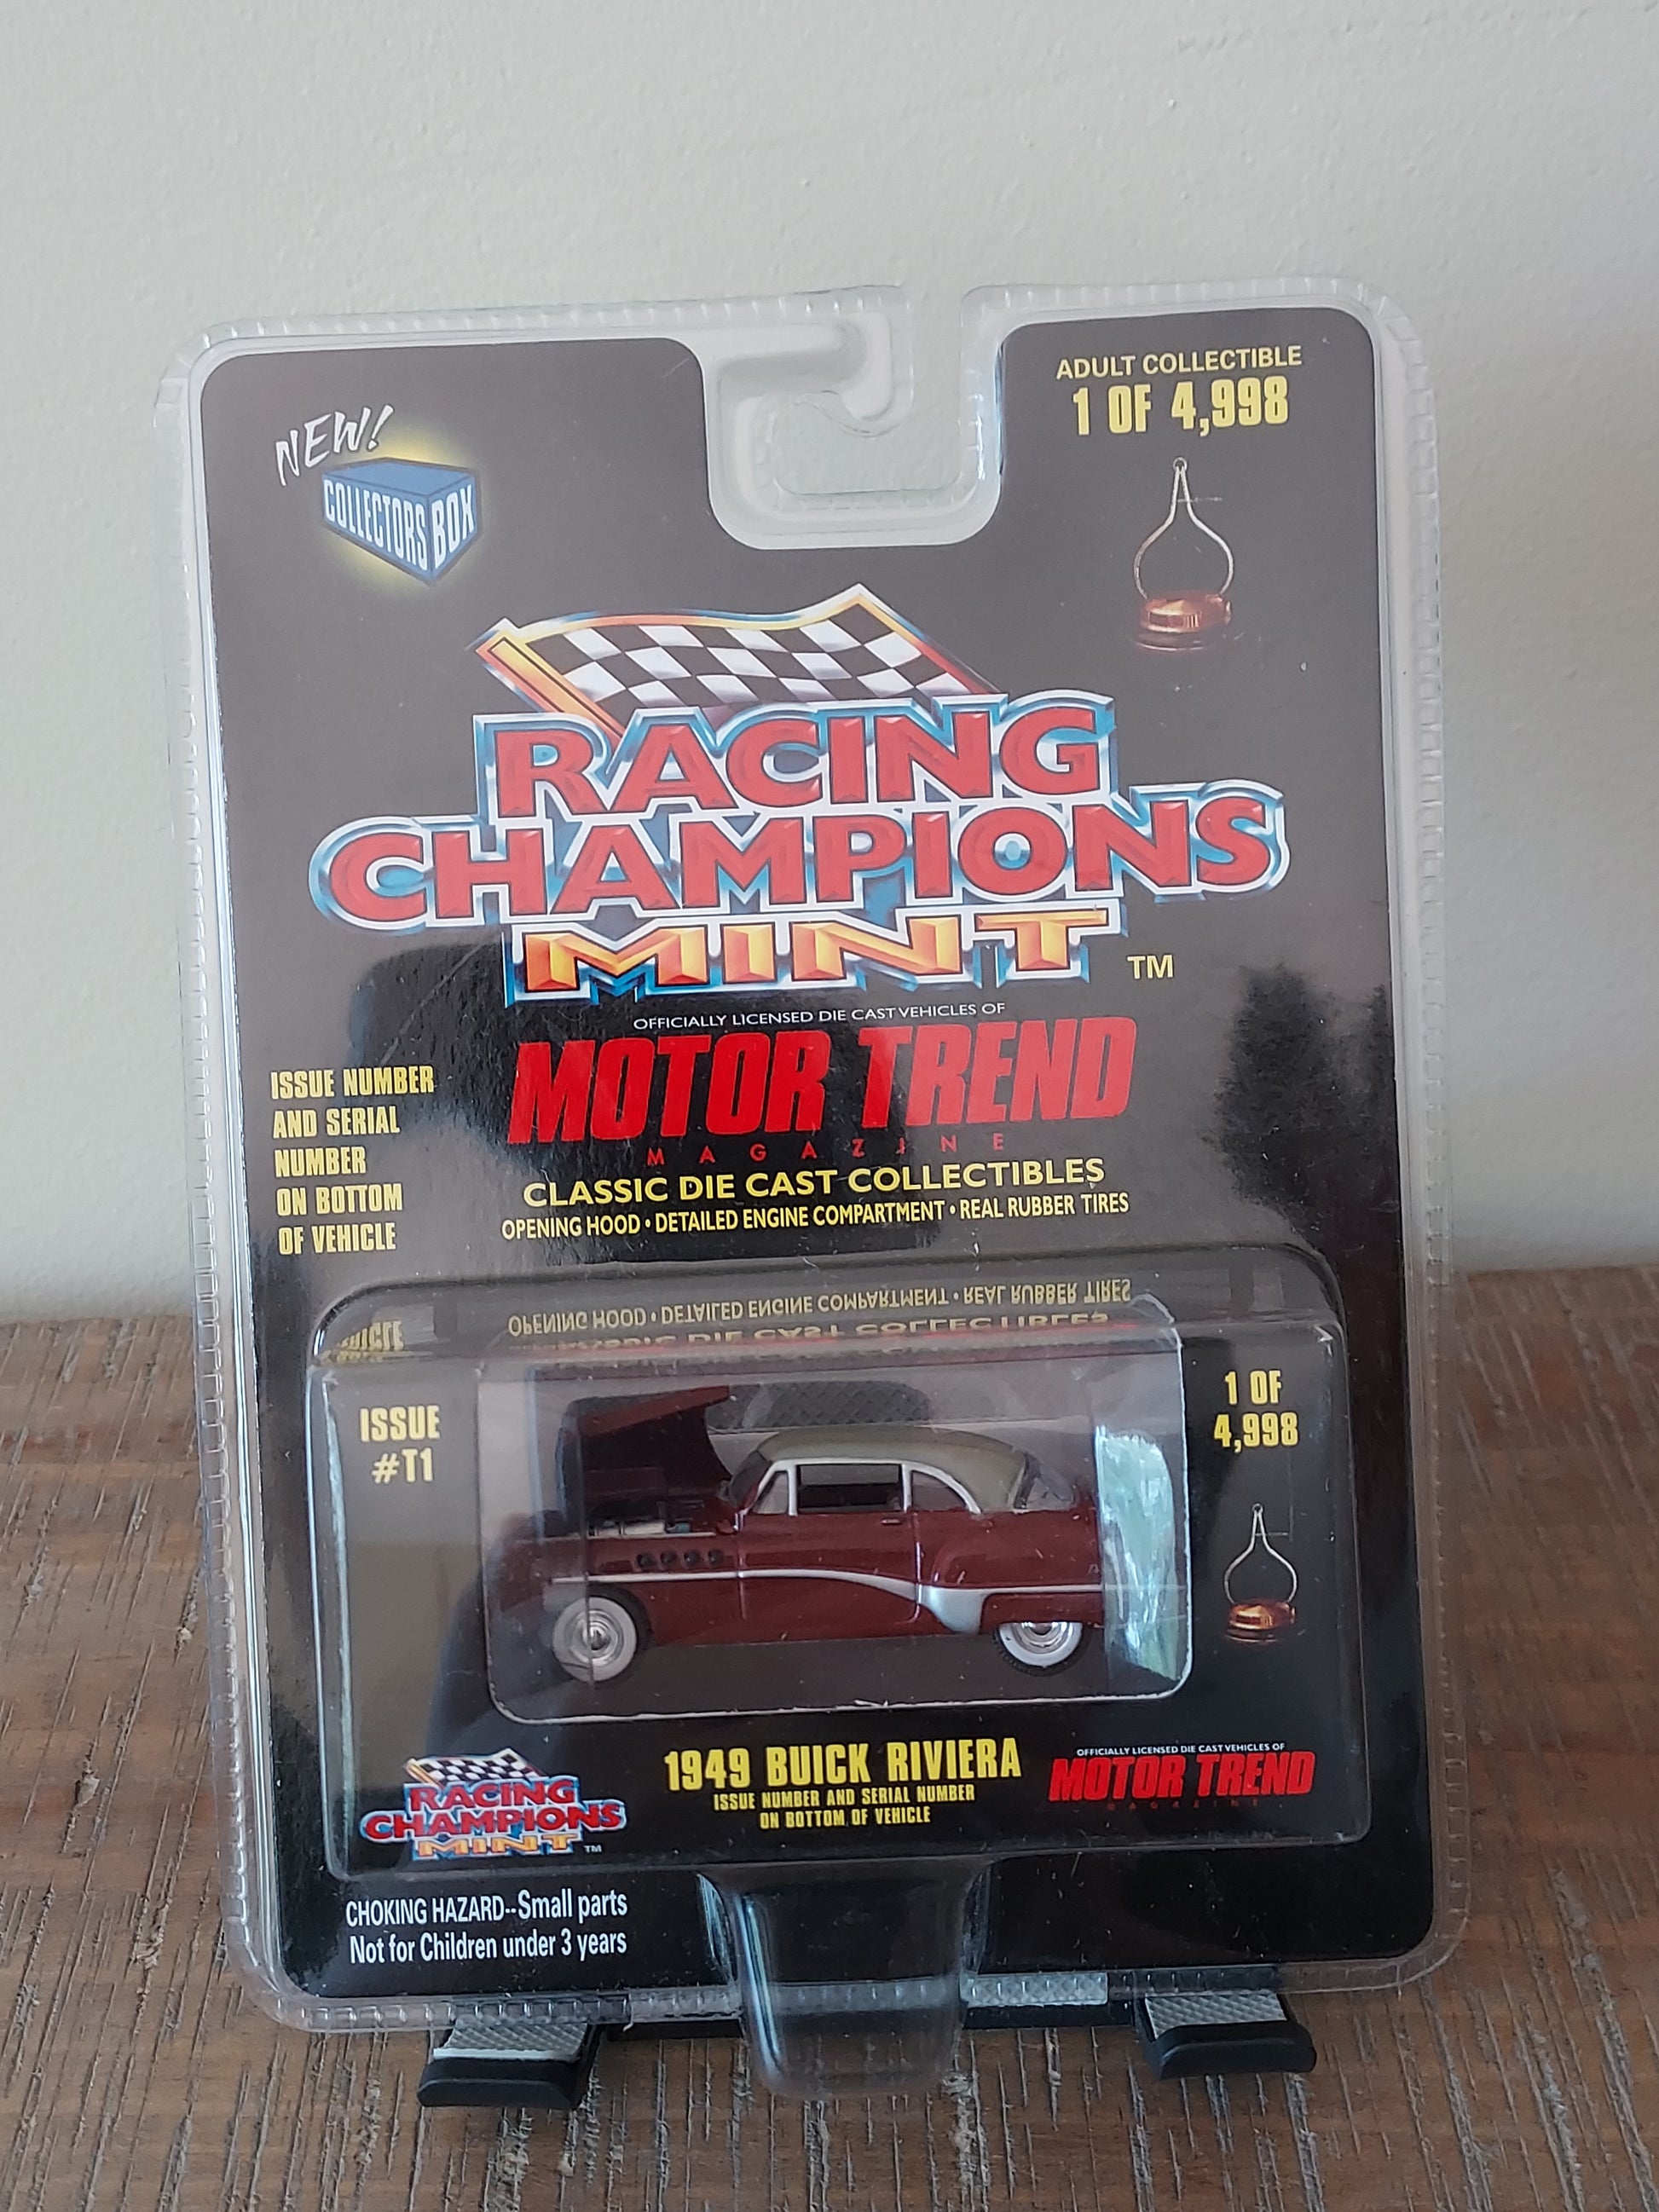 NEW!
COLLECTORS BOX
ADULT COLLECTIBLE
1 OF 4,998
RACING
CHAMPIONS
MINT TM
OFFICIALLY LICENSED DIE CAST VEHICLES OF
MOTOR TREND
MAGAZINE
CLASSIC DIE CAST COLLECTIBLES
OPENING HOOD • DETAILED ENGINE COMPARTMENT • REAL RUBBER TIRES
ISSUE NUMBER
AND SERIAL
NUMBER
ON BOTTOM
OF VEHICLE
ISSUE
#T1
1 OF
4,998
RACING
CHAMPIONS
MINT TM
1949 BUICK RIVIERA
ISSUE NUMBER AND SERIAL NUMBER
ON BOTTOM OF VEHICLE
OFFICIALLY LICENSED DIE CAST VEHICLES OF
MOTOR TREND
MAGAZINE
CHOKING HAZARD--Small parts
Not for Children under 3 years